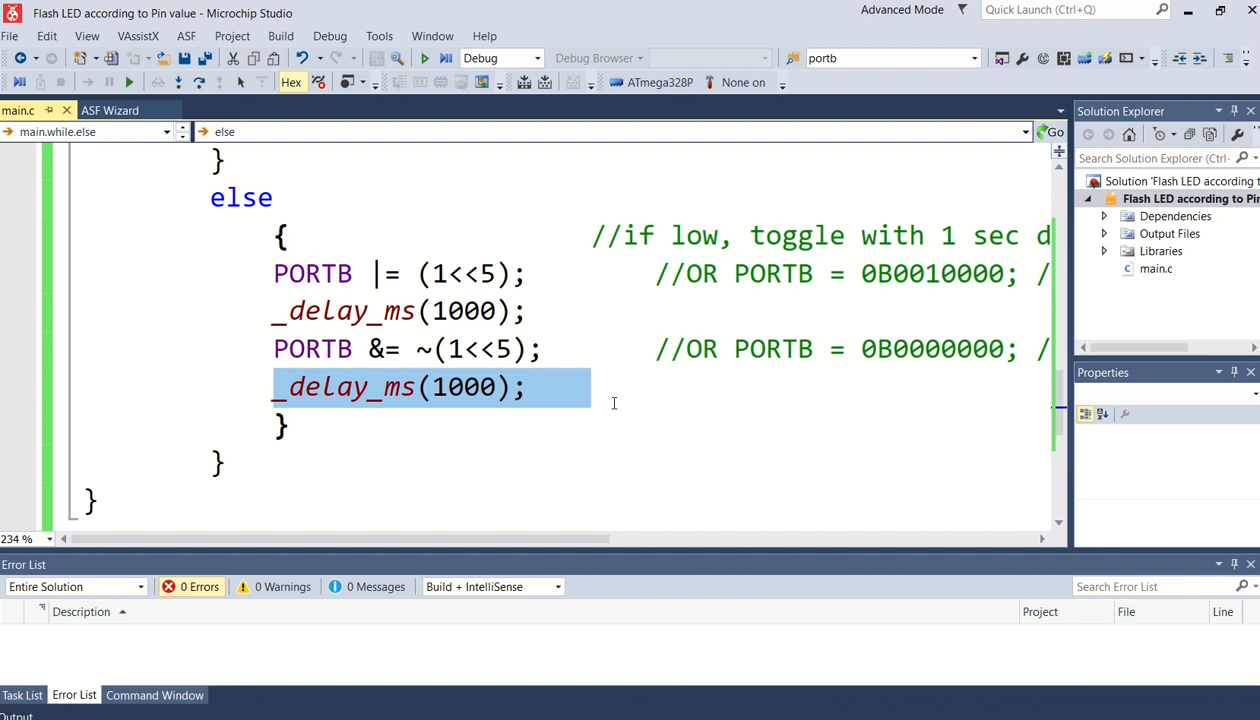 Flash LED according to Pin value - Microchip Studio
Advanced Mode
Quick Launch (Ctrl+Q)
File Edit View VAssistX ASF Project Build Debug Tools Window Help
Debug Debug Browser portb
Hex ATmega328P None on
main.c ASF Wizard
main.while.else else Go
}
else
{ //if low, toggle with 1 sec d
PORTB |= (1<<5); //OR PORTB = 0B0010000; /
_delay_ms(1000);
PORTB &= ~(1<<5); //OR PORTB = 0B0000000; /
_delay_ms(1000);
}
}
}
234 %
Solution Explorer
Search Solution Explorer (Ctrl-
Solution 'Flash LED according to
Flash LED according to Pin
Dependencies
Output Files
Libraries
main.c
Properties
Error List
Entire Solution 0 Errors 0 Warnings 0 Messages Build + IntelliSense Search Error List
Description Project File Line
Task List Error List Command Window
Output